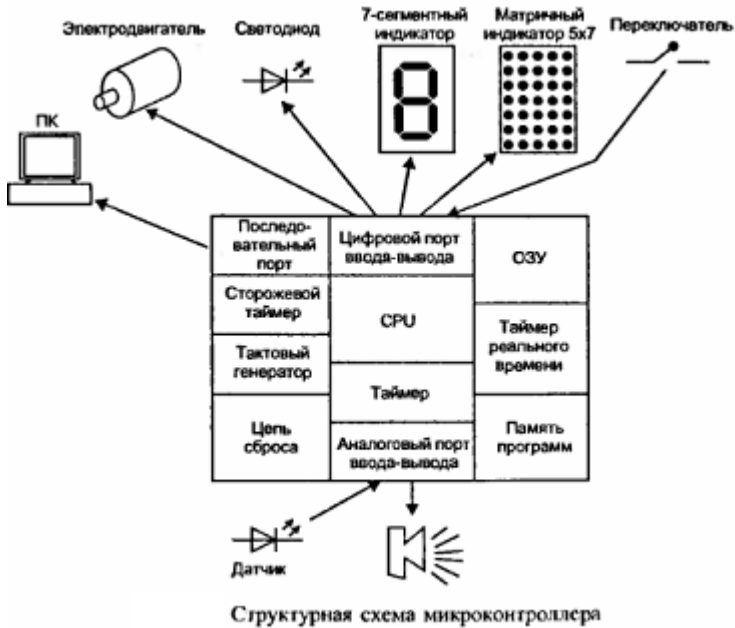 Электродвигатель
Светодиод
7-сегментный
индикатор
Матричный
индикатор 5x7
Переключатель
ПК
Последо-
вательный
порт
Цифровой порт
ввода-вывода
ОЗУ
Сторожевой
таймер
CPU
Таймер
реального
времени
Тактовый
генератор
Таймер
Цепь
сброса
Аналоговый порт
ввода-вывода
Память
программ
Датчик
Структурная схема микроконтроллера